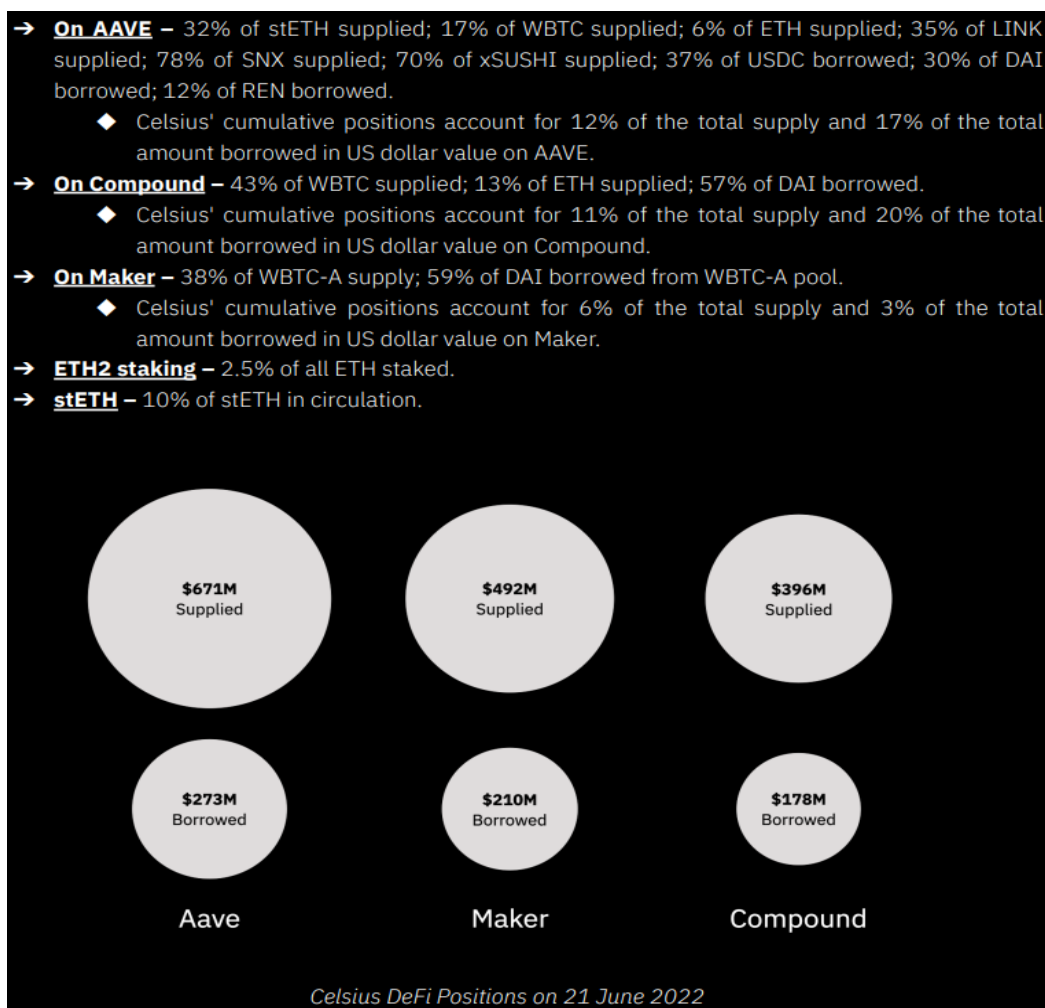 ➔ On AAVE – 32% of stETH supplied; 17% of WBTC supplied; 6% of ETH supplied; 35% of LINK
supplied; 78% of SNX supplied; 70% of xSUSHI supplied; 37% of USDC borrowed; 30% of DAI
borrowed; 12% of REN borrowed.
◆ Celsius' cumulative positions account for 12% of the total supply and 17% of the total
amount borrowed in US dollar value on AAVE.
➔ On Compound – 43% of WBTC supplied; 13% of ETH supplied; 57% of DAI borrowed.
◆ Celsius' cumulative positions account for 11% of the total supply and 20% of the total
amount borrowed in US dollar value on Compound.
➔ On Maker – 38% of WBTC-A supply; 59% of DAI borrowed from WBTC-A pool.
◆ Celsius' cumulative positions account for 6% of the total supply and 3% of the total
amount borrowed in US dollar value on Maker.
➔ ETH2 staking – 2.5% of all ETH staked.
➔ stETH – 10% of stETH in circulation.
$671M
Supplied
$492M
Supplied
$396M
Supplied
$273M
Borrowed
$210M
Borrowed
$178M
Borrowed
Aave
Maker
Compound
Celsius DeFi Positions on 21 June 2022